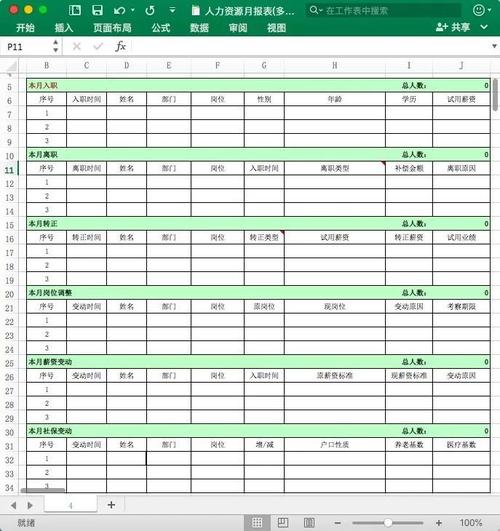 人力资源月报表(多...
在工作表中搜索
开始 插入 页面布局 公式 数据 审阅 视图 共享
P11 fx
B C D E F G H I J
5 本月入职 总人数: 0
6 序号 入职时间 姓名 部门 岗位 性别 年龄 学历 试用薪资
7 1
8 2
9 3
10 本月离职 总人数: 0
11 序号 离职时间 姓名 部门 岗位 入职时间 离职类型 补偿金额 离职原因
12 1
13 2
14 3
15 本月转正 总人数: 0
16 序号 转正时间 姓名 部门 岗位 转正类型 试用薪资 转正薪资 试用业绩
17 1
18 2
19 3
20 本月岗位调整 总人数: 0
21 序号 变动时间 姓名 部门 原岗位 现岗位 变动原因 考察期限
22 1
23 2
24 3
25 本月薪资变动 总人数: 0
26 序号 变动时间 姓名 部门 岗位 入职时间 原薪资标准 现薪资标准 变动原因
27 1
28 2
29 3
30 本月社保变动 总人数: 0
31 序号 变动时间 姓名 部门 岗位 增/减 户口性质 养老基数 医疗基数
32 1
33 2
34 3
4 +
就绪 100%